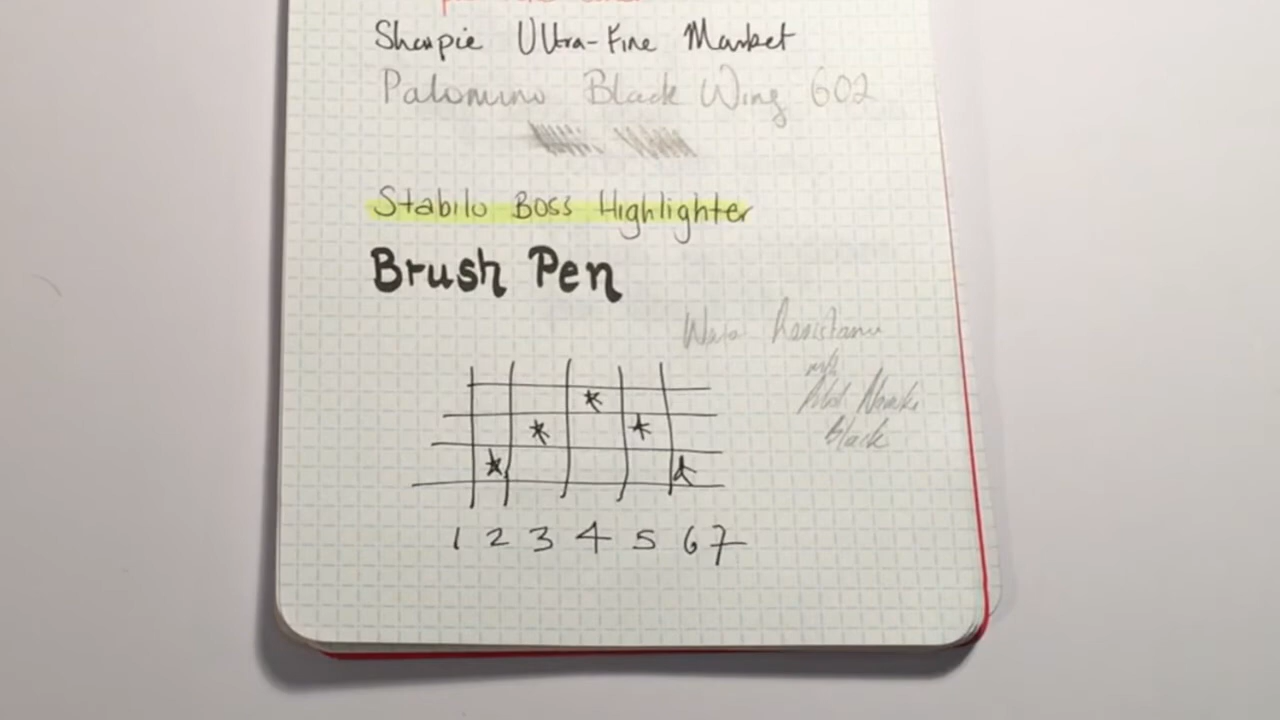 Sharpie Ultra-Fine Market
Palomino Black Wing 602
Stabilo BOSS Highlighter
Brush Pen
Resistance
Black
1 2 3 4 5 6 7